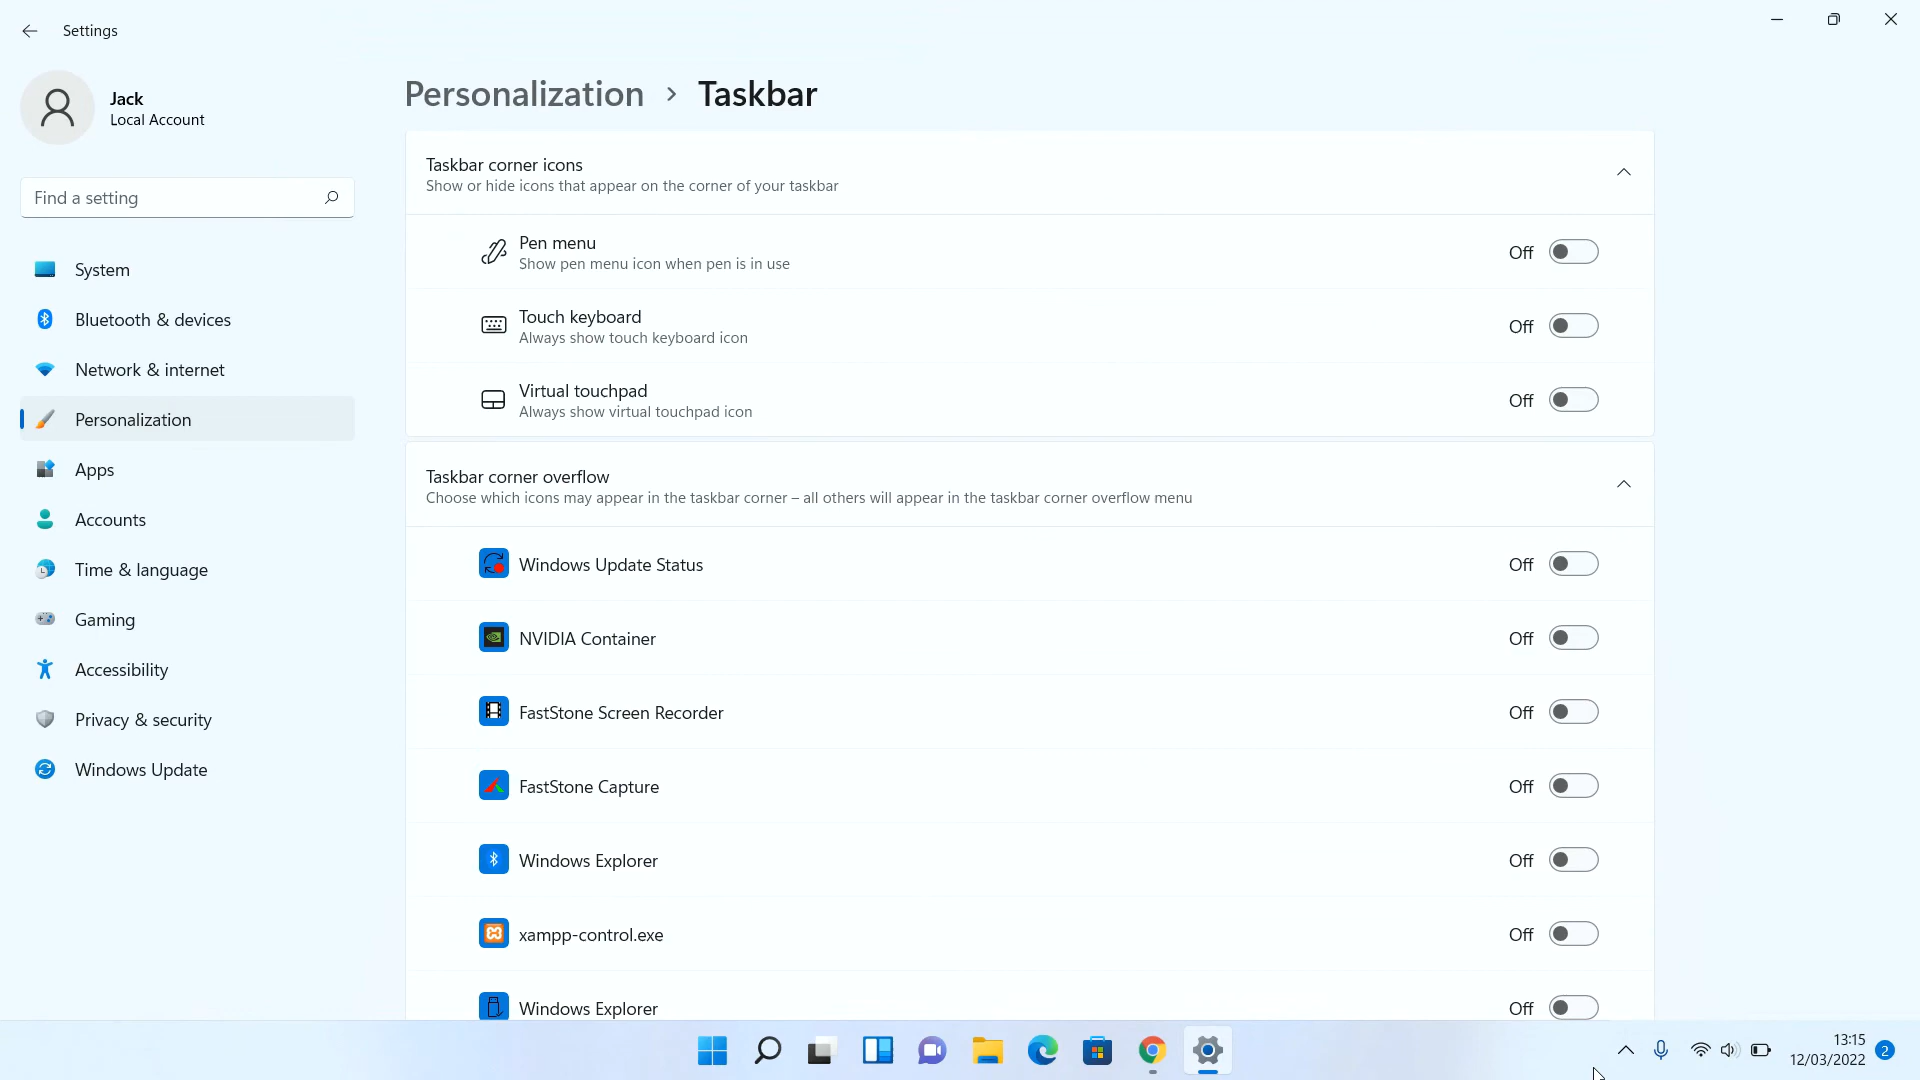 Settings
Jack
Local Account
Find a setting
System
Bluetooth & devices
Network & internet
Personalization
Apps
Accounts
Time & language
Gaming
Accessibility
Privacy & security
Windows Update
Personalization > Taskbar
Taskbar corner icons
Show or hide icons that appear on the corner of your taskbar
Pen menu
Show pen menu icon when pen is in use
Off
Touch keyboard
Always show touch keyboard icon
Off
Virtual touchpad
Always show virtual touchpad icon
Off
Taskbar corner overflow
Choose which icons may appear in the taskbar corner – all others will appear in the taskbar corner overflow menu
Windows Update Status Off
NVIDIA Container Off
FastStone Screen Recorder Off
FastStone Capture Off
Windows Explorer Off
xampp-control.exe Off
Windows Explorer Off
13:15
12/03/2022
2